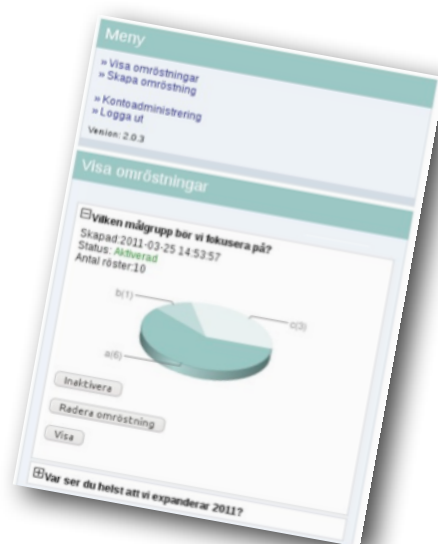 Meny
» Visa omröstningar
» Skapa omröstning
» Kontoadministrering
» Logga ut
Version: 2.0.3
Visa omröstningar
Vilken målgrupp bör vi fokusera på?
Skapad:2011-03-25 14:53:57
Status: Aktiverad
Antal röster:10
b(1)
c(3)
a(6)
Inaktivera
Radera omröstning
Visa
Var ser du helst att vi expanderar 2011?